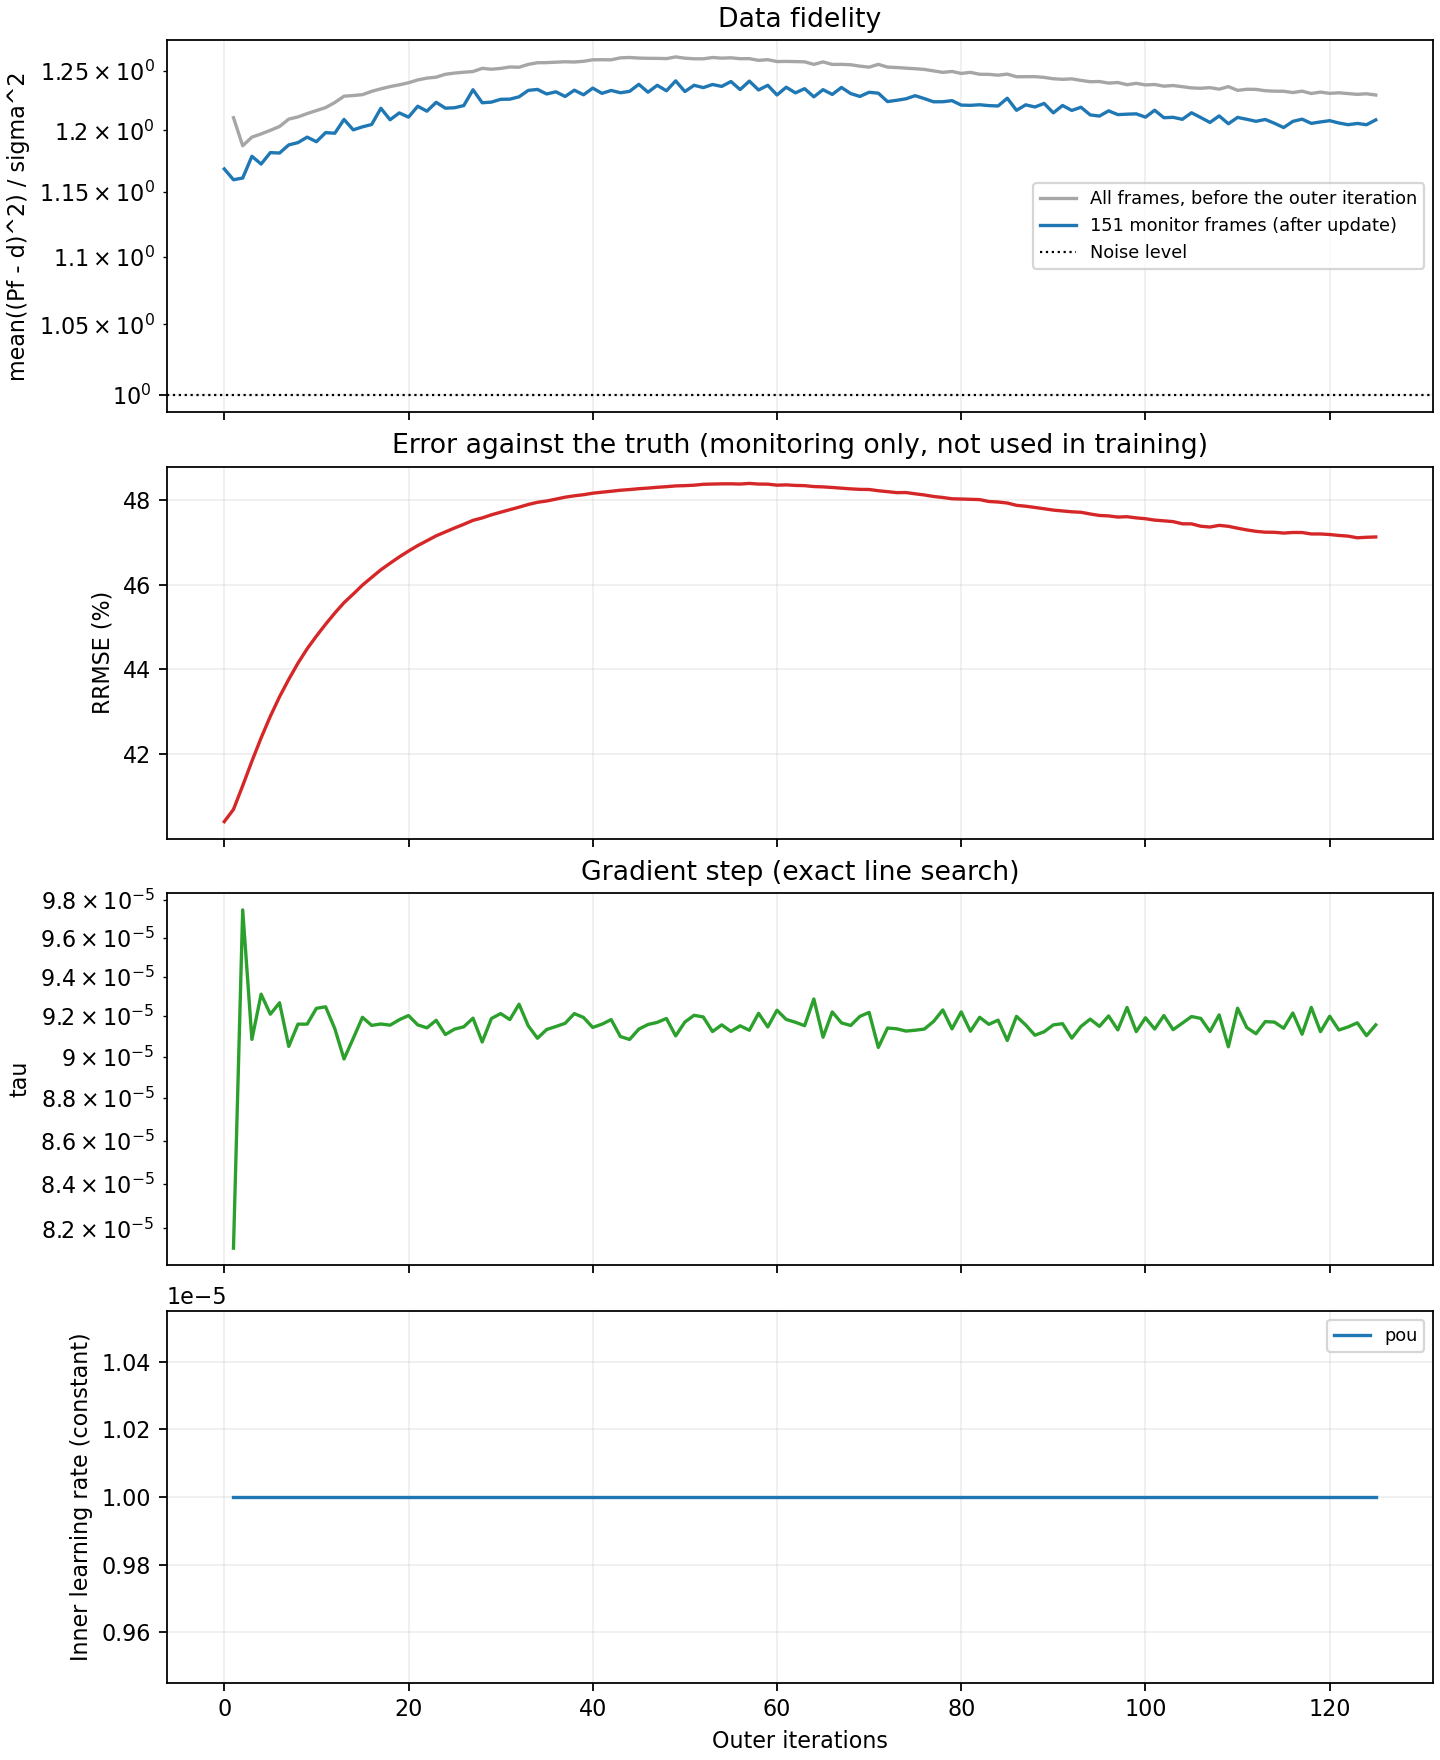 Data fidelity
mean((Pf - d)^2) / sigma^2
1.25 × 10⁰
1.2 × 10⁰
1.15 × 10⁰
1.1 × 10⁰
1.05 × 10⁰
10⁰
All frames, before the outer iteration
151 monitor frames (after update)
Noise level
Error against the truth (monitoring only, not used in training)
RRMSE (%)
48
46
44
42
Gradient step (exact line search)
tau
9.8 × 10⁻⁵
9.6 × 10⁻⁵
9.4 × 10⁻⁵
9.2 × 10⁻⁵
9 × 10⁻⁵
8.8 × 10⁻⁵
8.6 × 10⁻⁵
8.4 × 10⁻⁵
8.2 × 10⁻⁵
1e−5
Inner learning rate (constant)
1.04
1.02
1.00
0.98
0.96
pou
0 20 40 60 80 100 120
Outer iterations